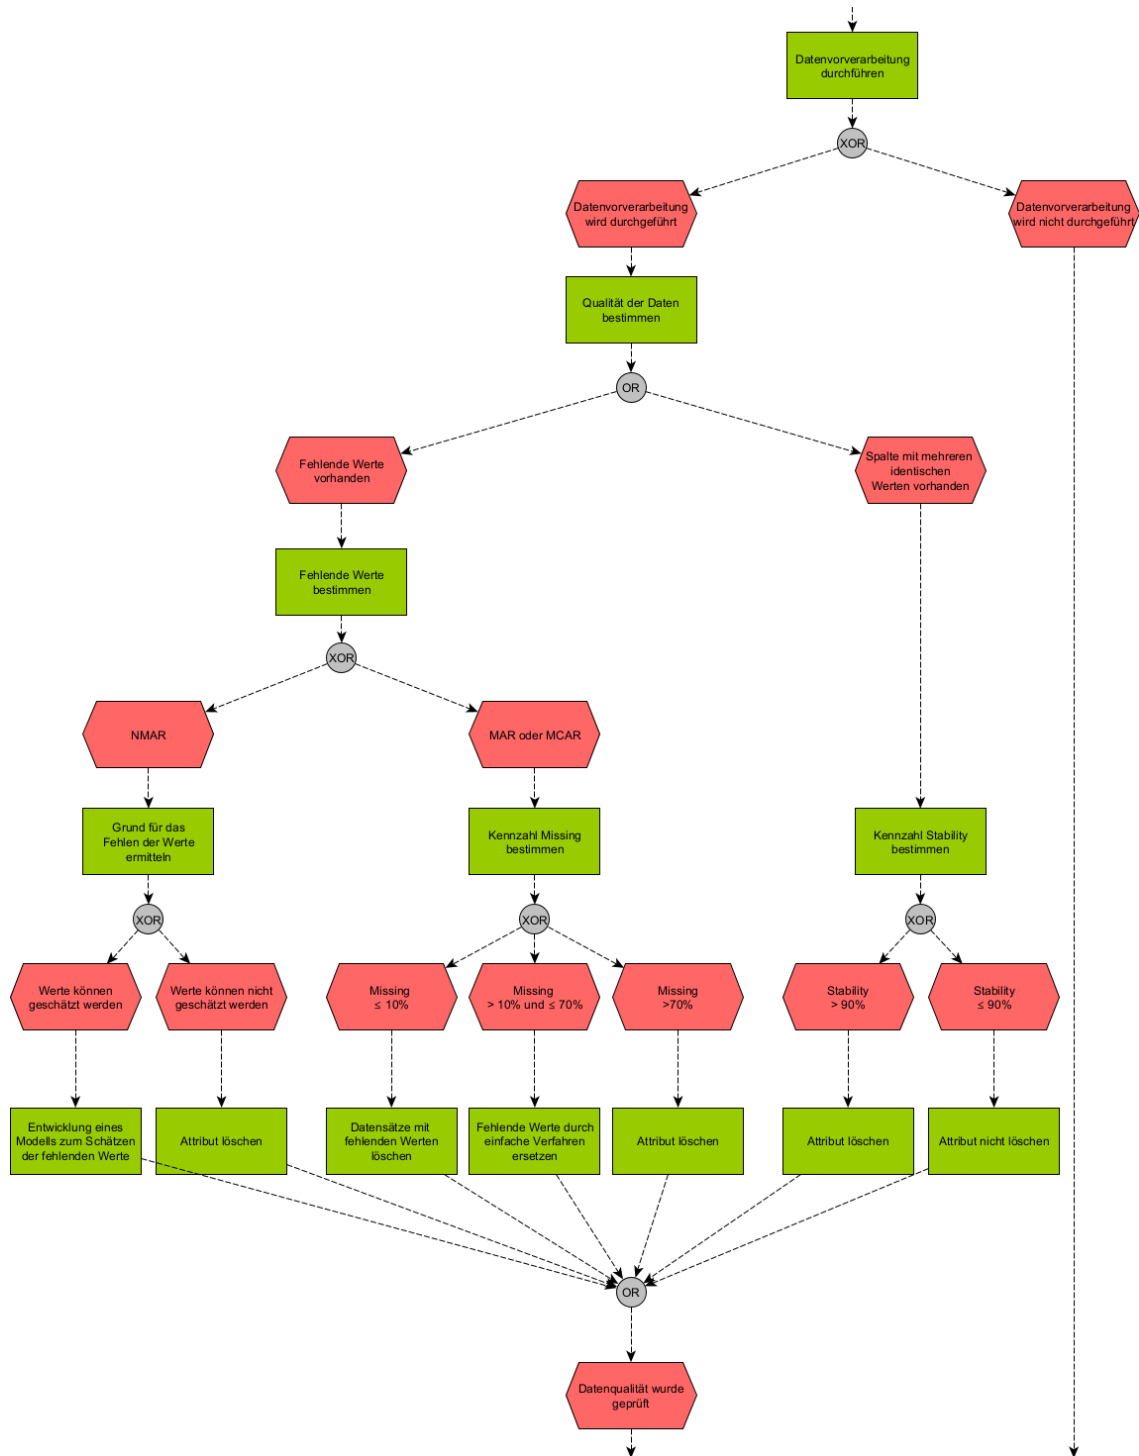 Datenvorverarbeitung
durchführen
XOR
Datenvorverarbeitung
wird durchgeführt
Datenvorverarbeitung
wird nicht durchgeführt
Qualität der Daten
bestimmen
OR
Fehlende Werte
vorhanden
Spalte mit mehreren
identischen
Werten vorhanden
Fehlende Werte
bestimmen
XOR
NMAR
MAR oder MCAR
Grund für das
Fehlen der Werte
ermitteln
Kennzahl Missing
bestimmen
Kennzahl Stability
bestimmen
XOR
XOR
XOR
Werte können
geschätzt werden
Werte können nicht
geschätzt werden
Missing
≤ 10%
Missing
> 10% und ≤ 70%
Missing
>70%
Stability
> 90%
Stability
≤ 90%
Entwicklung eines
Modells zum Schätzen
der fehlenden Werte
Attribut löschen
Datensätze mit
fehlenden Werten
löschen
Fehlende Werte durch
einfache Verfahren
ersetzen
Attribut löschen
Attribut löschen
Attribut nicht löschen
OR
Datenqualität wurde
geprüft